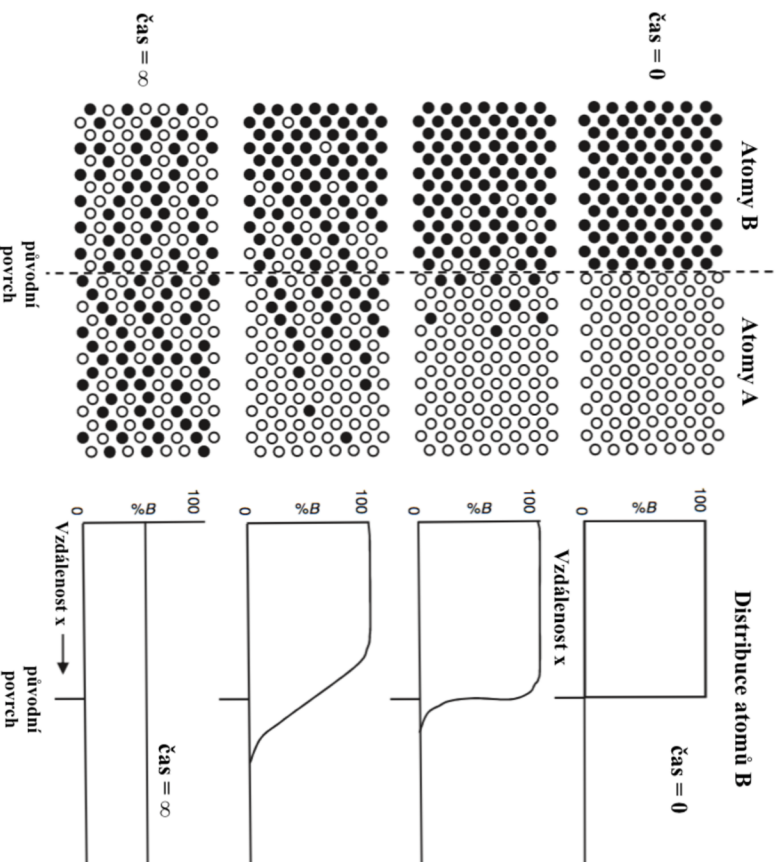 Atomy B
Atomy A
Distribuce atomů B
čas = 0
100
%B
0
čas = 0
Vzdálenost x
100
%B
0
100
%B
0
čas = ∞
100
%B
0
čas = ∞
Vzdálenost x →
původní
povrch
původní
povrch